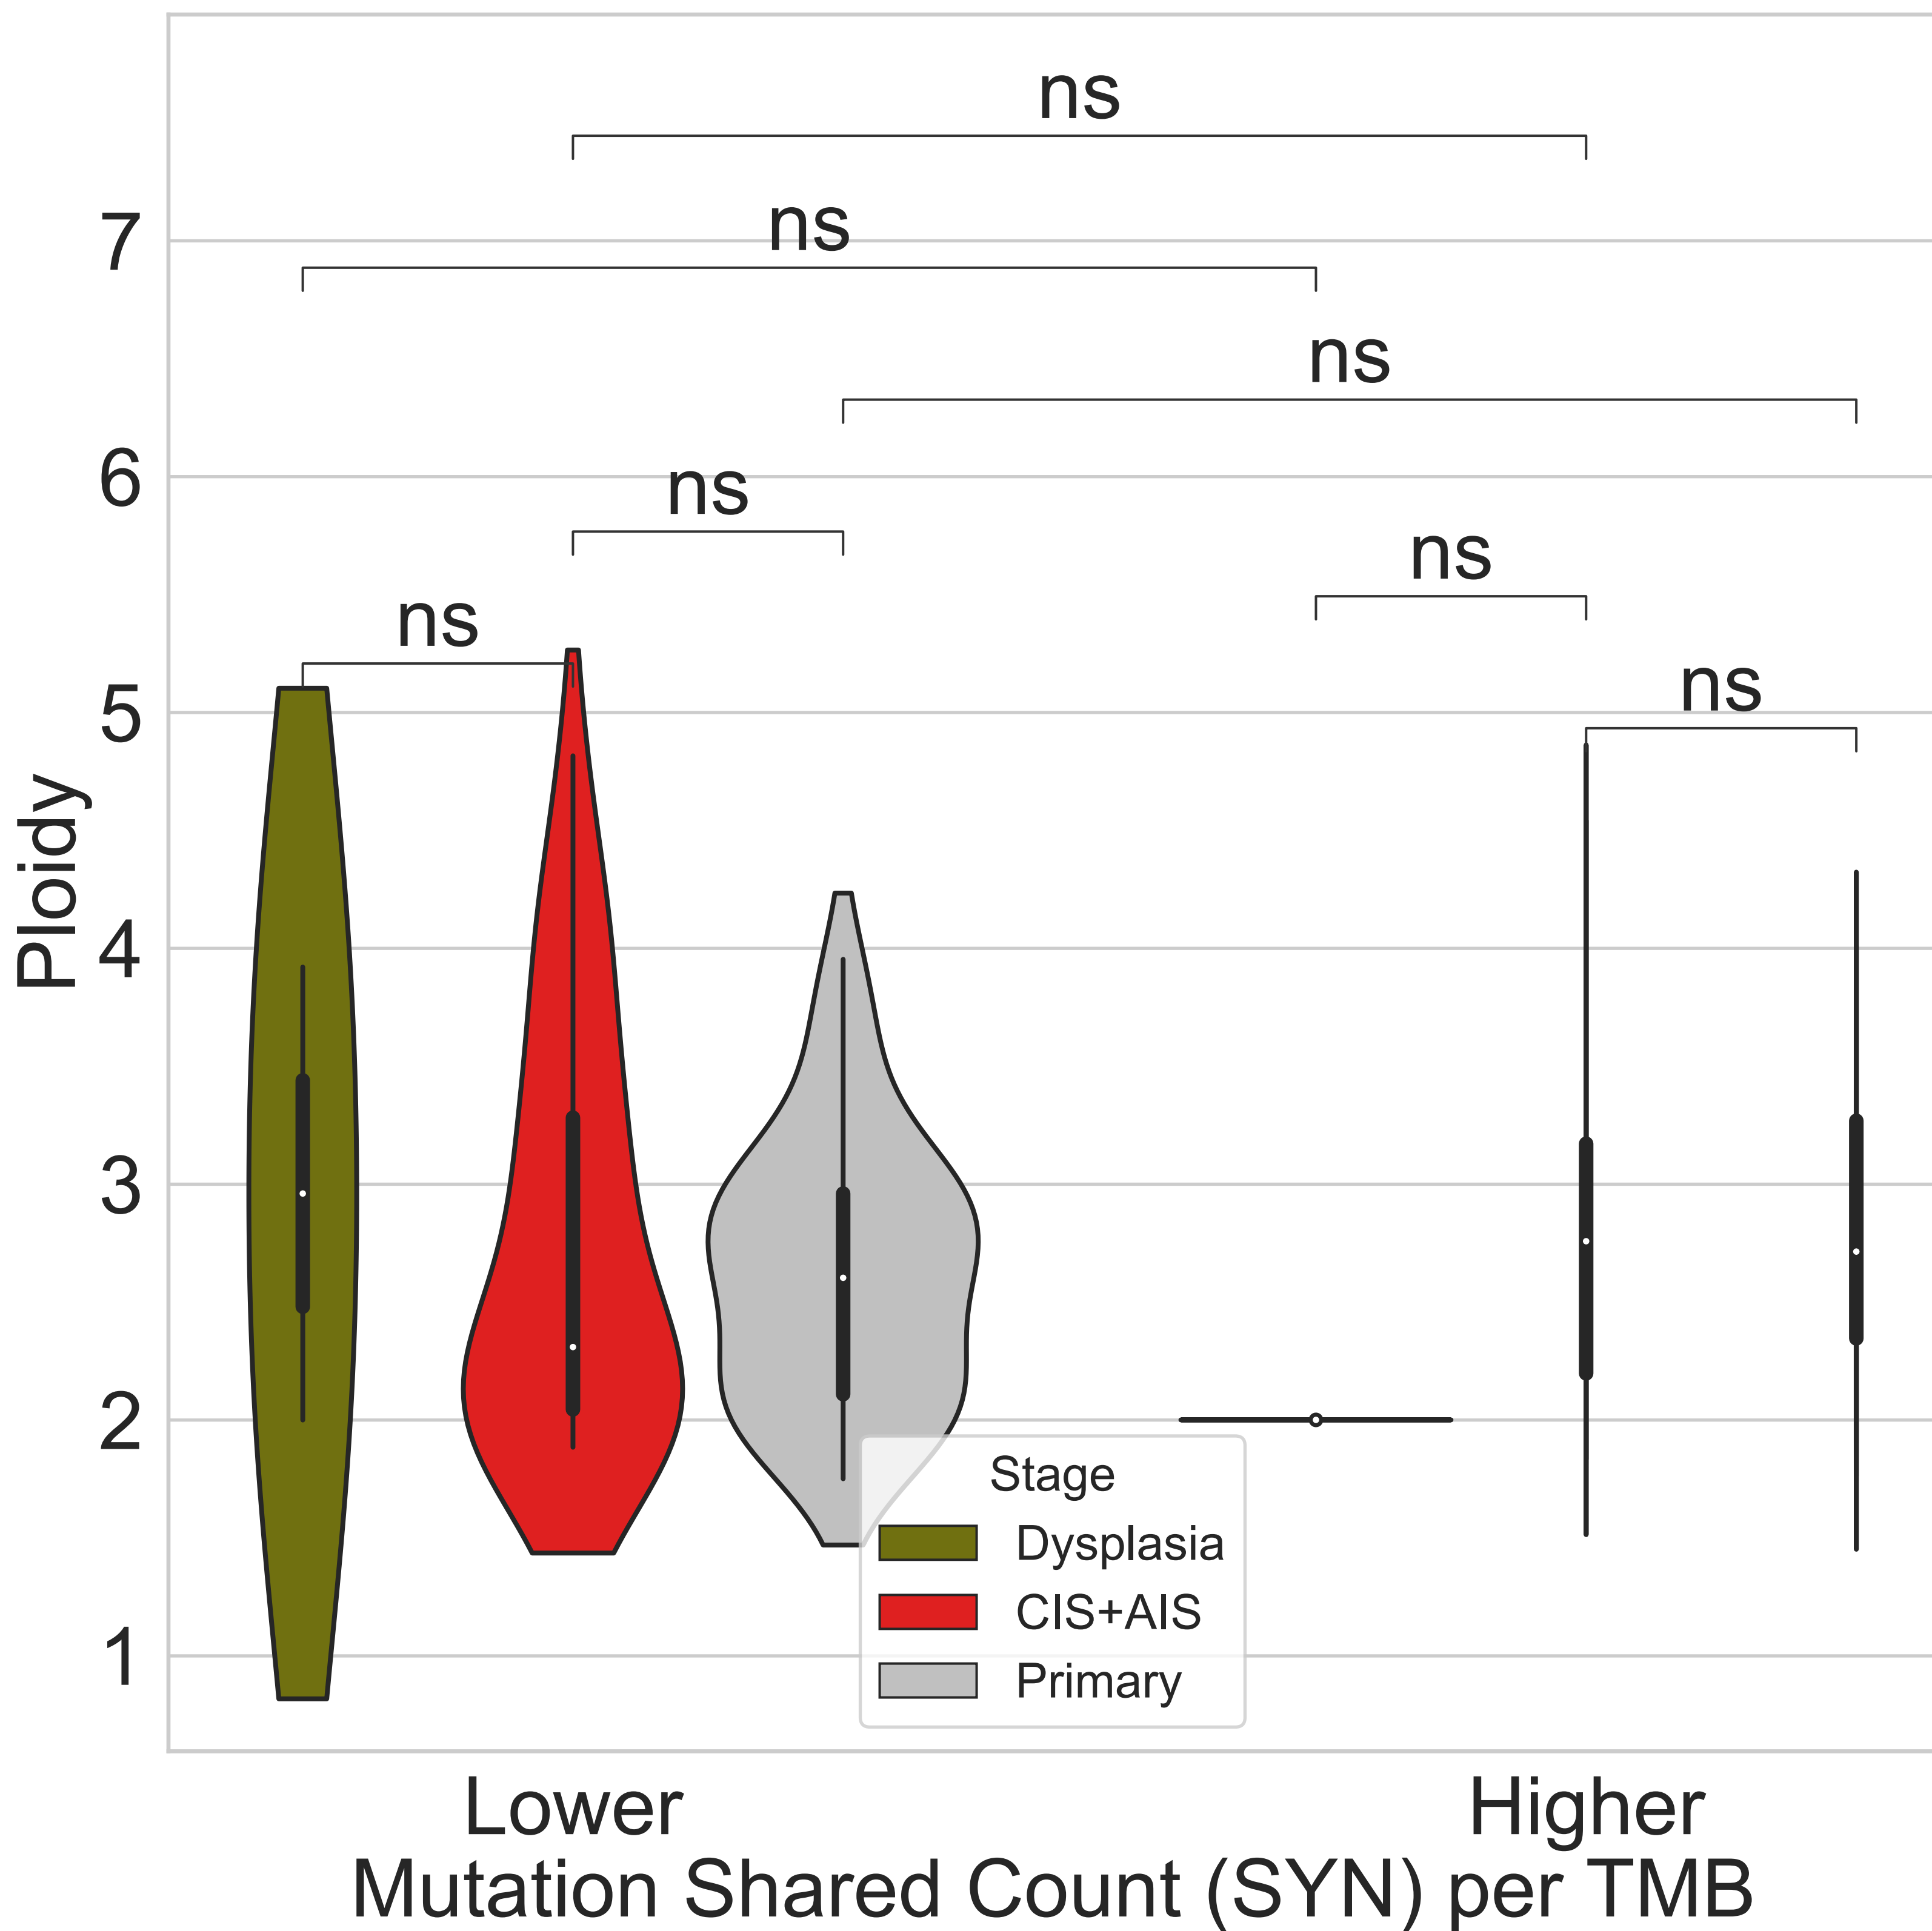 ns
ns
ns
ns
ns
ns
ns
7
6
5
4
3
2
1
Ploidy
Stage
Dysplasia
CIS+AIS
Primary
Lower
Higher
Mutation Shared Count (SYN) per TMB